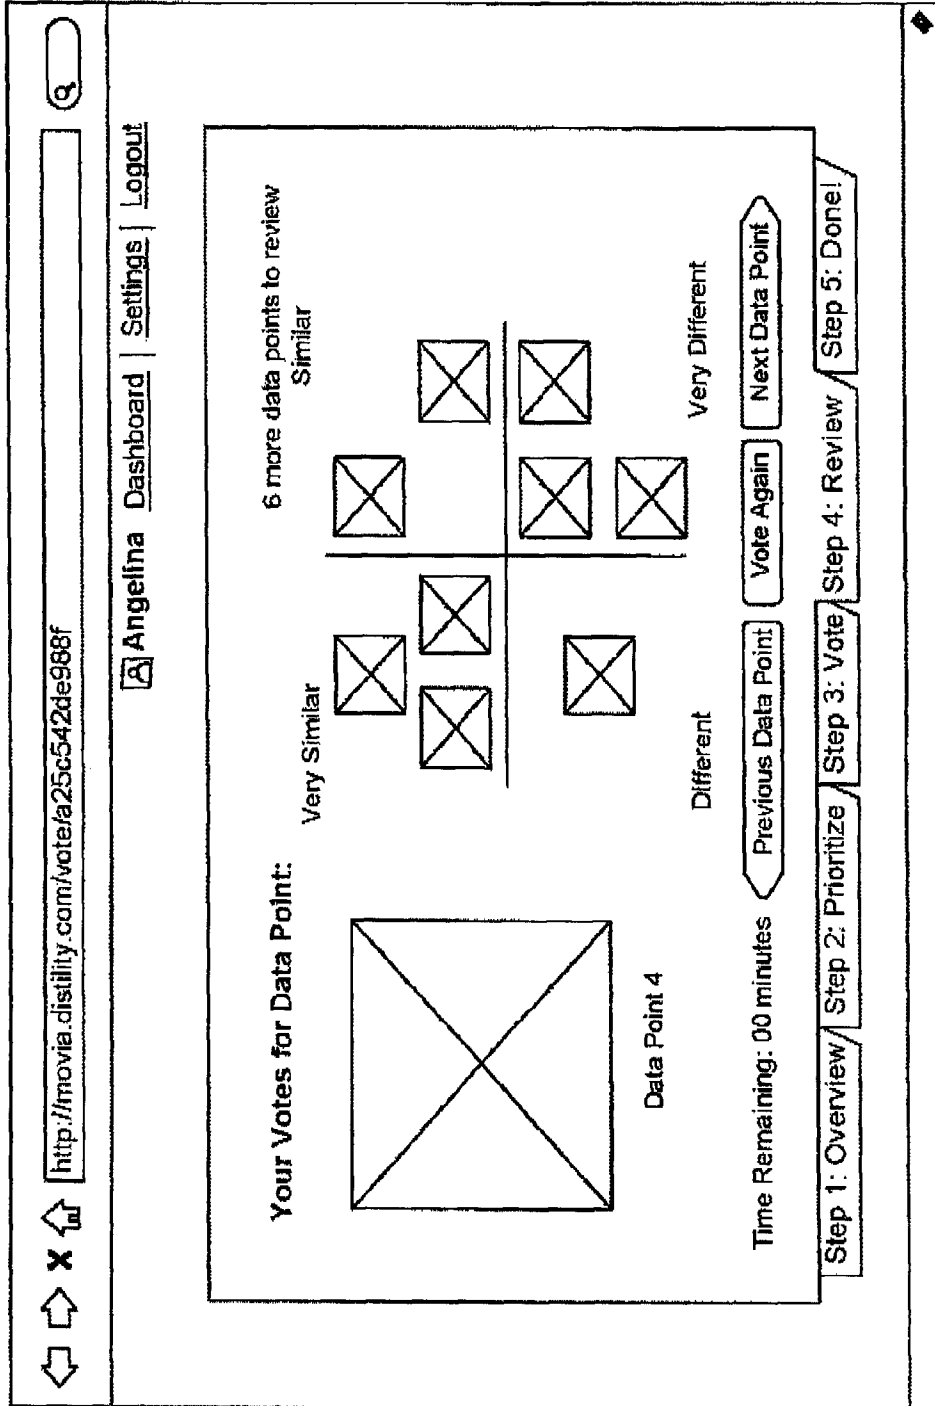 http://movia.distility.com/vote/a25c542de988f
Angelina Dashboard | Settings | Logout
Your Votes for Data Point:
6 more data points to review
Very Similar
Similar
Data Point 4
Different
Very Different
Time Remaining: 00 minutes
Previous Data Point
Vote Again
Next Data Point
Step 1: Overview
Step 2: Prioritize
Step 3: Vote
Step 4: Review
Step 5: Done!